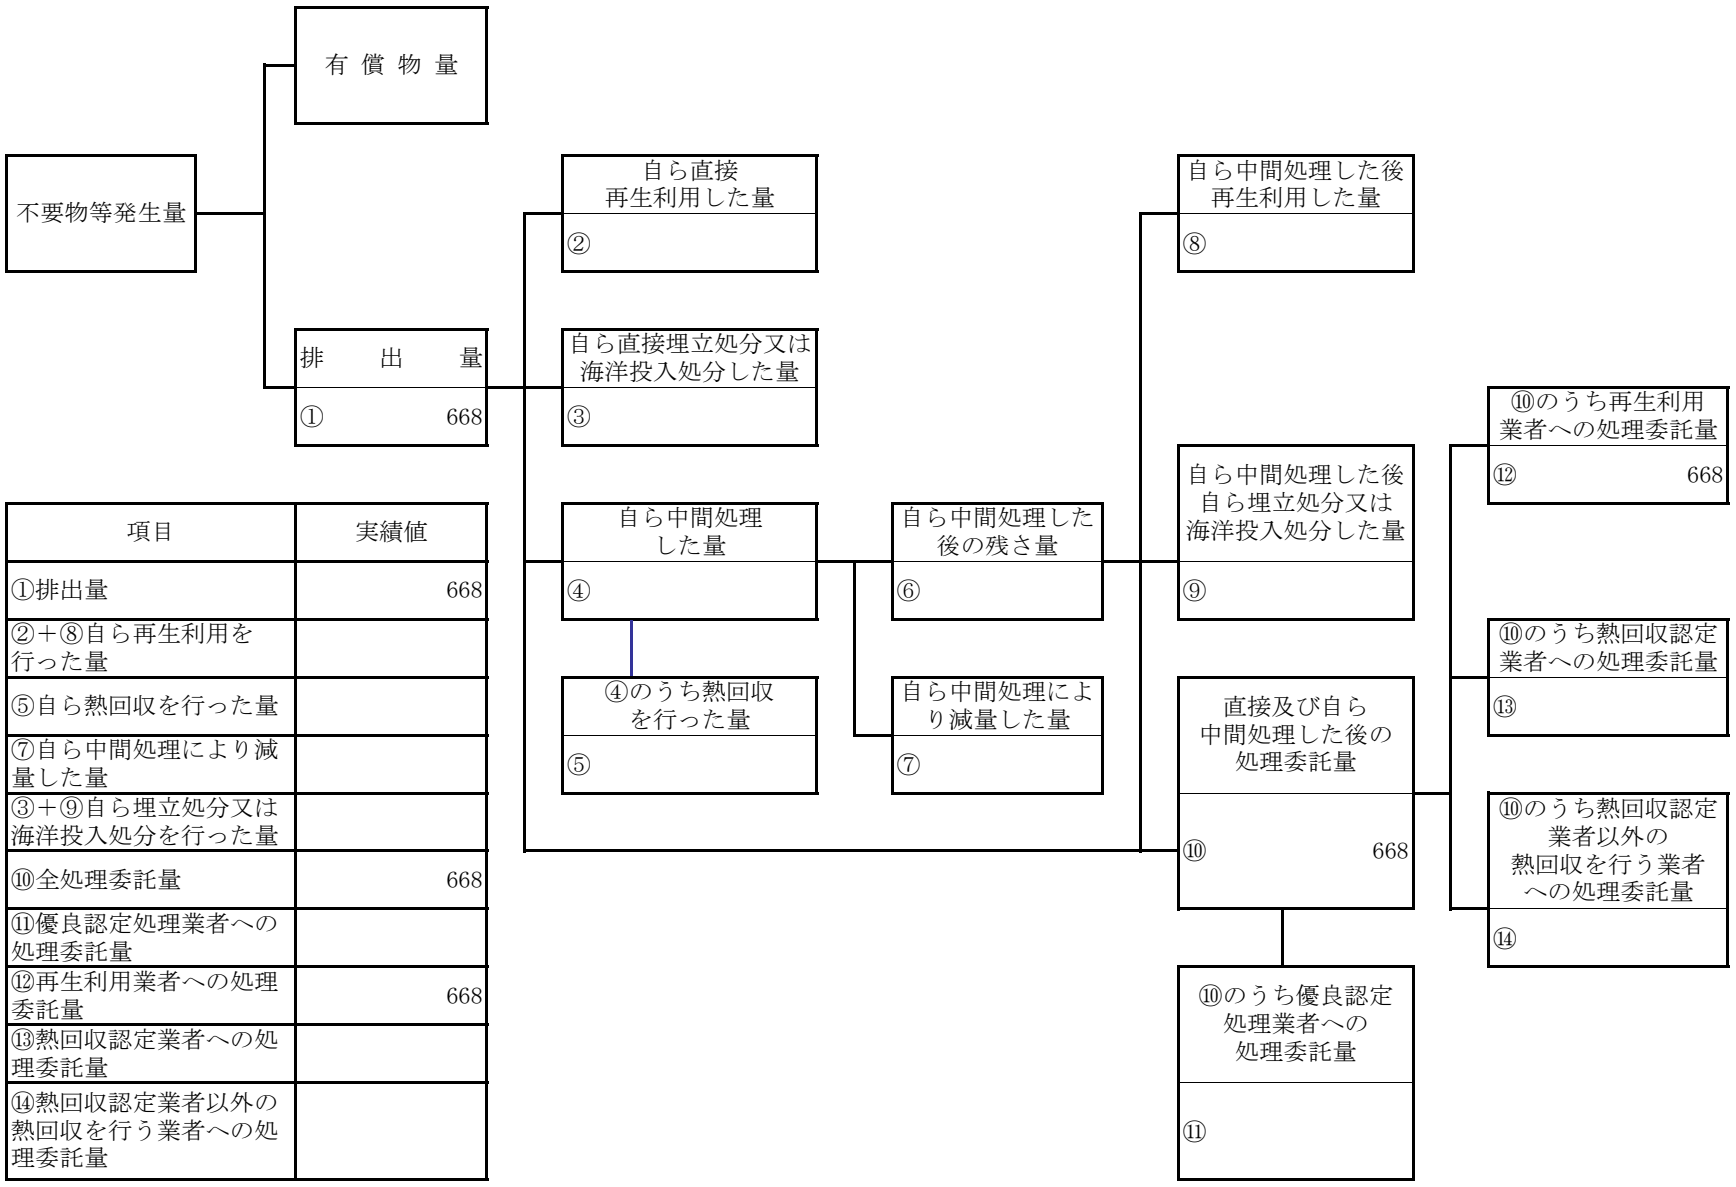 有償物量
不要物等発生量
排出量
① 668
自ら直接
再生利用した量
②
自ら直接埋立処分又は
海洋投入処分した量
③
自ら中間処理
した量
④
④のうち熱回収
を行った量
⑤
自ら中間処理した
後の残さ量
⑥
自ら中間処理によ
り減量した量
⑦
自ら中間処理した後
再生利用した量
⑧
自ら中間処理した後
自ら埋立処分又は
海洋投入処分した量
⑨
直接及び自ら
中間処理した後の
処理委託量
⑩ 668
⑩のうち優良認定
処理業者への
処理委託量
⑪
⑩のうち再生利用
業者への処理委託量
⑫ 668
⑩のうち熱回収認定
業者への処理委託量
⑬
⑩のうち熱回収認定
業者以外の
熱回収を行う業者
への処理委託量
⑭
項目 実績値
①排出量 668
②＋⑧自ら再生利用を
行った量
⑤自ら熱回収を行った量
⑦自ら中間処理により減
量した量
③＋⑨自ら埋立処分又は
海洋投入処分を行った量
⑩全処理委託量 668
⑪優良認定処理業者への
処理委託量
⑫再生利用業者への処理
委託量 668
⑬熱回収認定業者への処
理委託量
⑭熱回収認定業者以外の
熱回収を行う業者への処
理委託量